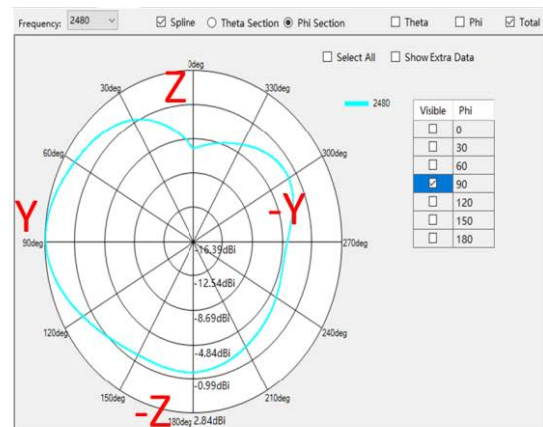 Frequency: 2480 Spline Theta Section Phi Section Theta Phi Total
Select All Show Extra Data
0deg
Z
30deg 330deg
2480
Visible Phi
0
30
60
90
120
150
180
60deg 300deg
Y -Y
90deg 270deg
-16.39dBi
-12.54dBi
-8.69dBi
-4.84dBi
-0.99dBi
2.84dBi
120deg 240deg
150deg 210deg
-Z
180deg